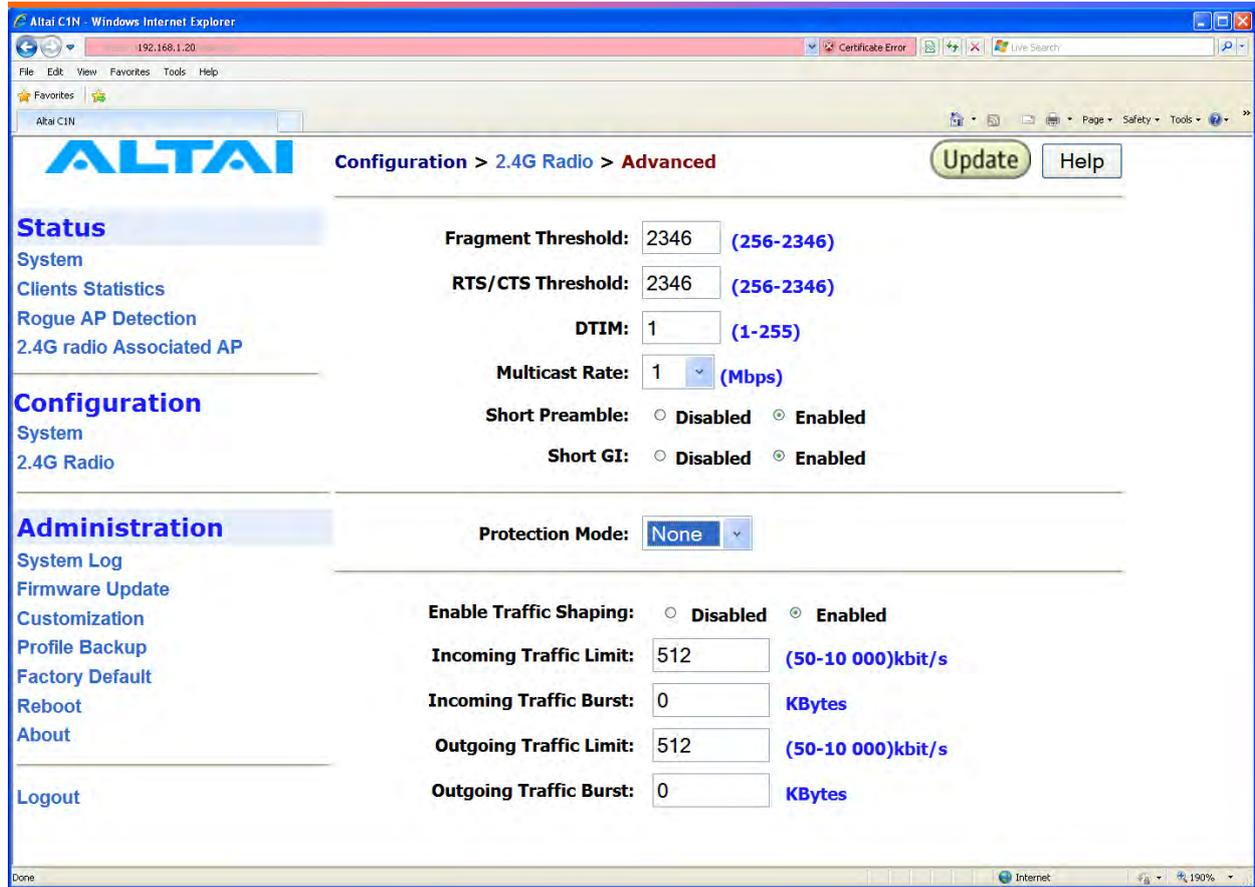 Altai C1N - Windows Internet Explorer
192.168.1.20
Certificate Error
Live Search
File Edit View Favorites Tools Help
Favorites
Altai C1N
Page Safety Tools
ALTAI
Configuration > 2.4G Radio > Advanced
Update
Help
Status
System
Clients Statistics
Rogue AP Detection
2.4G radio Associated AP
Configuration
System
2.4G Radio
Administration
System Log
Firmware Update
Customization
Profile Backup
Factory Default
Reboot
About
Logout
Fragment Threshold: 2346 (256-2346)
RTS/CTS Threshold: 2346 (256-2346)
DTIM: 1 (1-255)
Multicast Rate: 1 (Mbps)
Short Preamble: Disabled Enabled
Short GI: Disabled Enabled
Protection Mode: None
Enable Traffic Shaping: Disabled Enabled
Incoming Traffic Limit: 512 (50-10 000)kbit/s
Incoming Traffic Burst: 0 KBytes
Outgoing Traffic Limit: 512 (50-10 000)kbit/s
Outgoing Traffic Burst: 0 KBytes
Done
Internet
190%